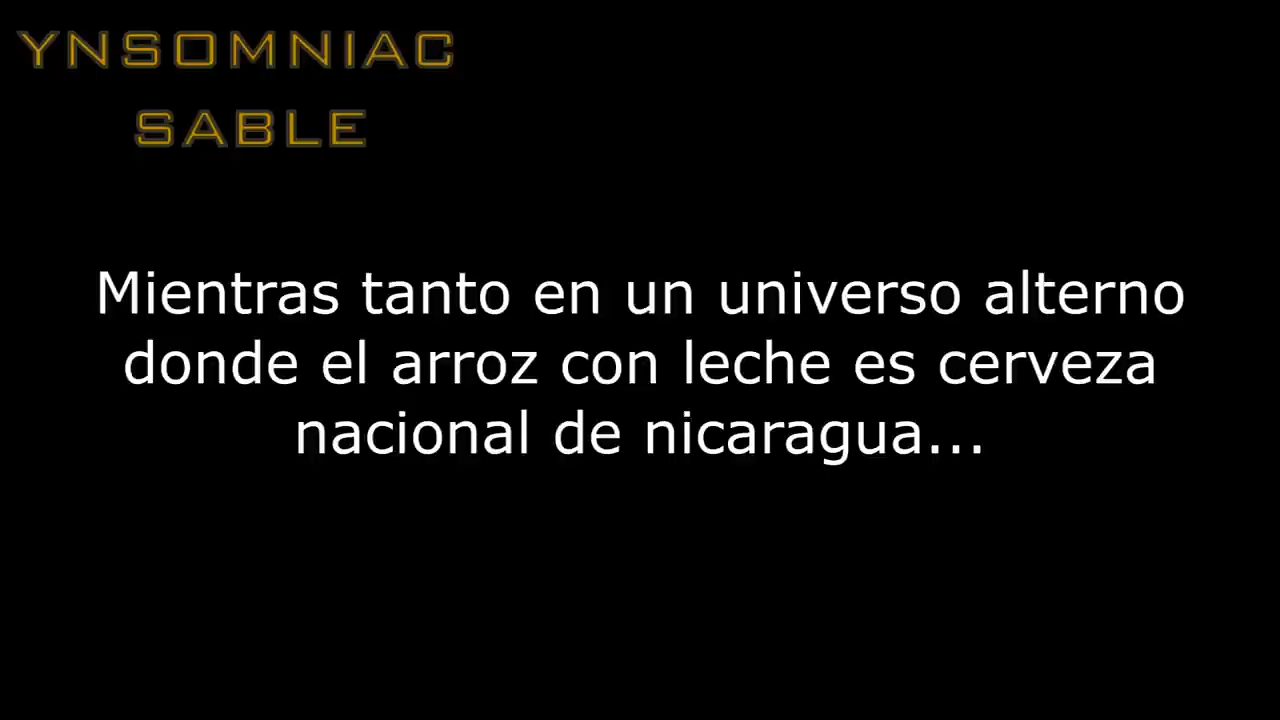 YNSOMNIAC
SABLE
Mientras tanto en un universo alterno
donde el arroz con leche es cerveza
nacional de nicaragua...